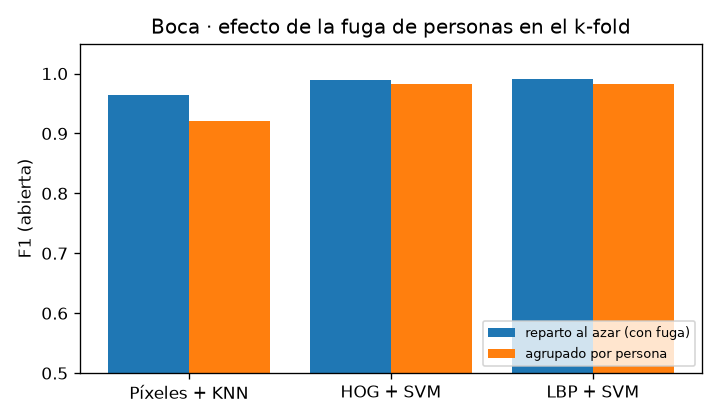 Boca · efecto de la fuga de personas en el k-fold
F1 (abierta)
1.0
0.9
0.8
0.7
0.6
0.5
Píxeles + KNN
HOG + SVM
LBP + SVM
reparto al azar (con fuga)
agrupado por persona